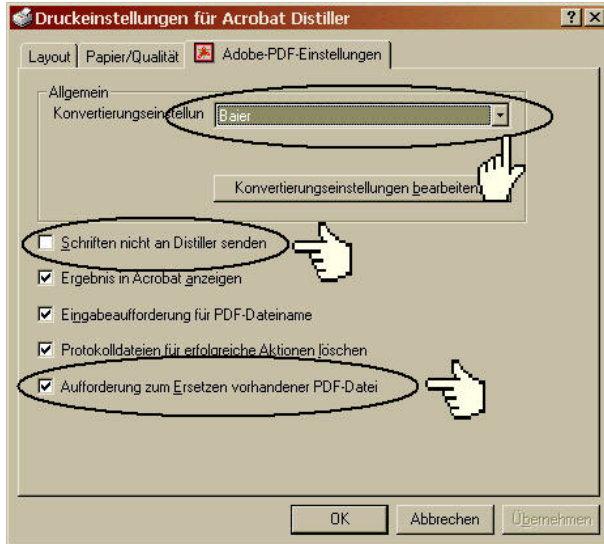 Druckeinstellungen für Acrobat Distiller
Layout Papier/Qualität Adobe-PDF-Einstellungen
Allgemein
Konvertierungseinstellun Baier
Konvertierungseinstellungen bearbeiten
Schriften nicht an Distiller senden
Ergebnis in Acrobat anzeigen
Eingabeaufforderung für PDF-Dateiname
Protokolldateien für erfolgreiche Aktionen löschen
Aufforderung zum Ersetzen vorhandener PDF-Datei
OK Abbrechen Übernehmen